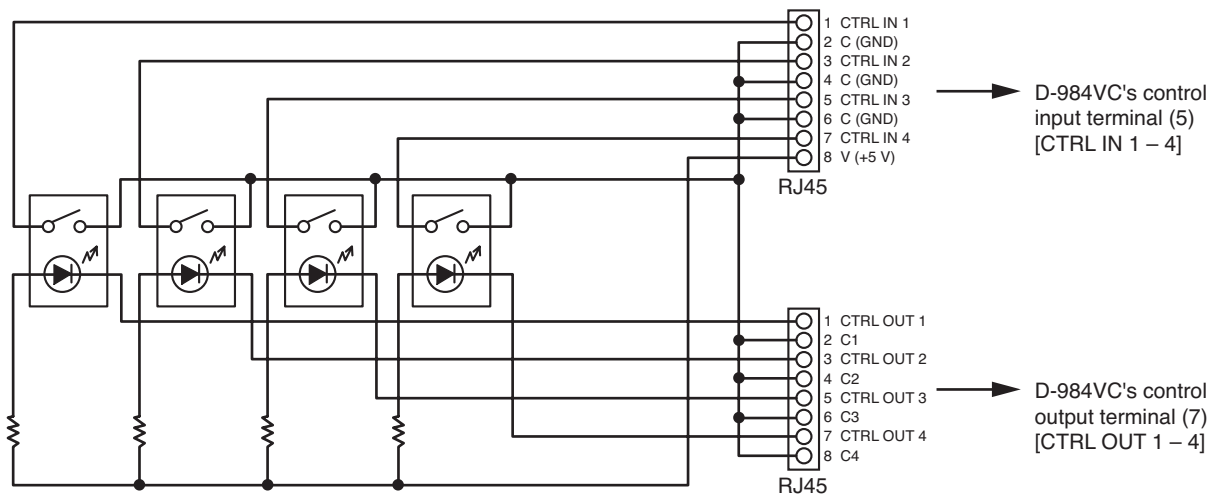 1 CTRL IN 1
2 C (GND)
3 CTRL IN 2
4 C (GND)
5 CTRL IN 3
6 C (GND)
7 CTRL IN 4
8 V (+5 V)
RJ45
D-984VC's control
input terminal (5)
[CTRL IN 1 – 4]
1 CTRL OUT 1
2 C1
3 CTRL OUT 2
4 C2
5 CTRL OUT 3
6 C3
7 CTRL OUT 4
8 C4
RJ45
D-984VC's control
output terminal (7)
[CTRL OUT 1 – 4]